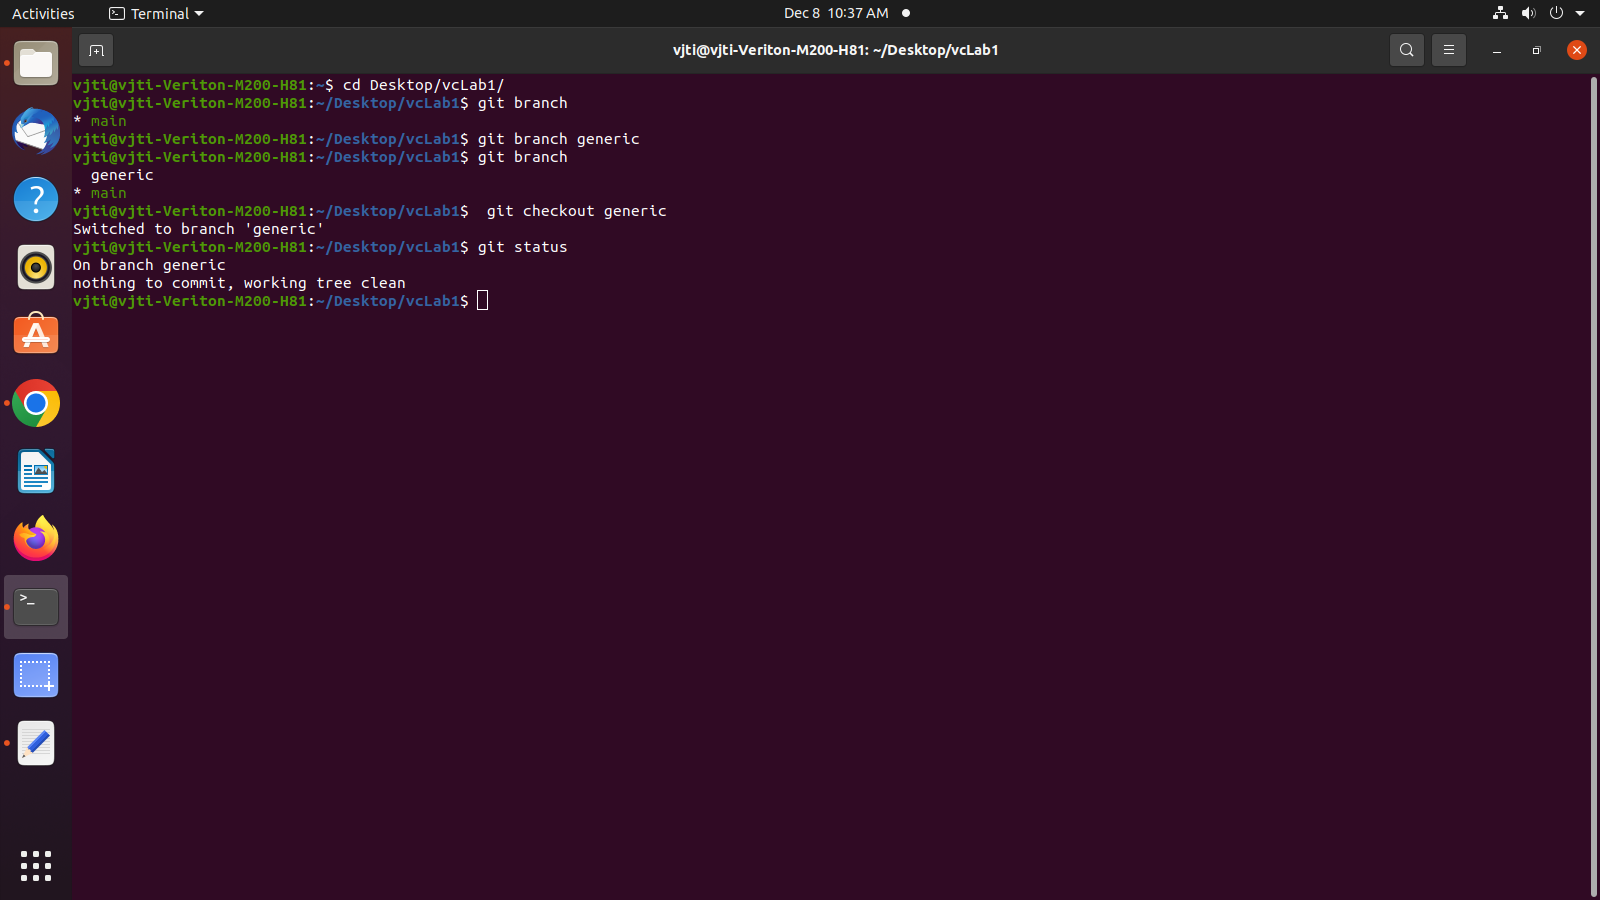 Activities Terminal Dec 8 10:37 AM
vjti@vjti-Veriton-M200-H81: ~/Desktop/vcLab1
vjti@vjti-Veriton-M200-H81:~$ cd Desktop/vcLab1/
vjti@vjti-Veriton-M200-H81:~/Desktop/vcLab1$ git branch
* main
vjti@vjti-Veriton-M200-H81:~/Desktop/vcLab1$ git branch generic
vjti@vjti-Veriton-M200-H81:~/Desktop/vcLab1$ git branch
  generic
* main
vjti@vjti-Veriton-M200-H81:~/Desktop/vcLab1$  git checkout generic
Switched to branch 'generic'
vjti@vjti-Veriton-M200-H81:~/Desktop/vcLab1$ git status
On branch generic
nothing to commit, working tree clean
vjti@vjti-Veriton-M200-H81:~/Desktop/vcLab1$